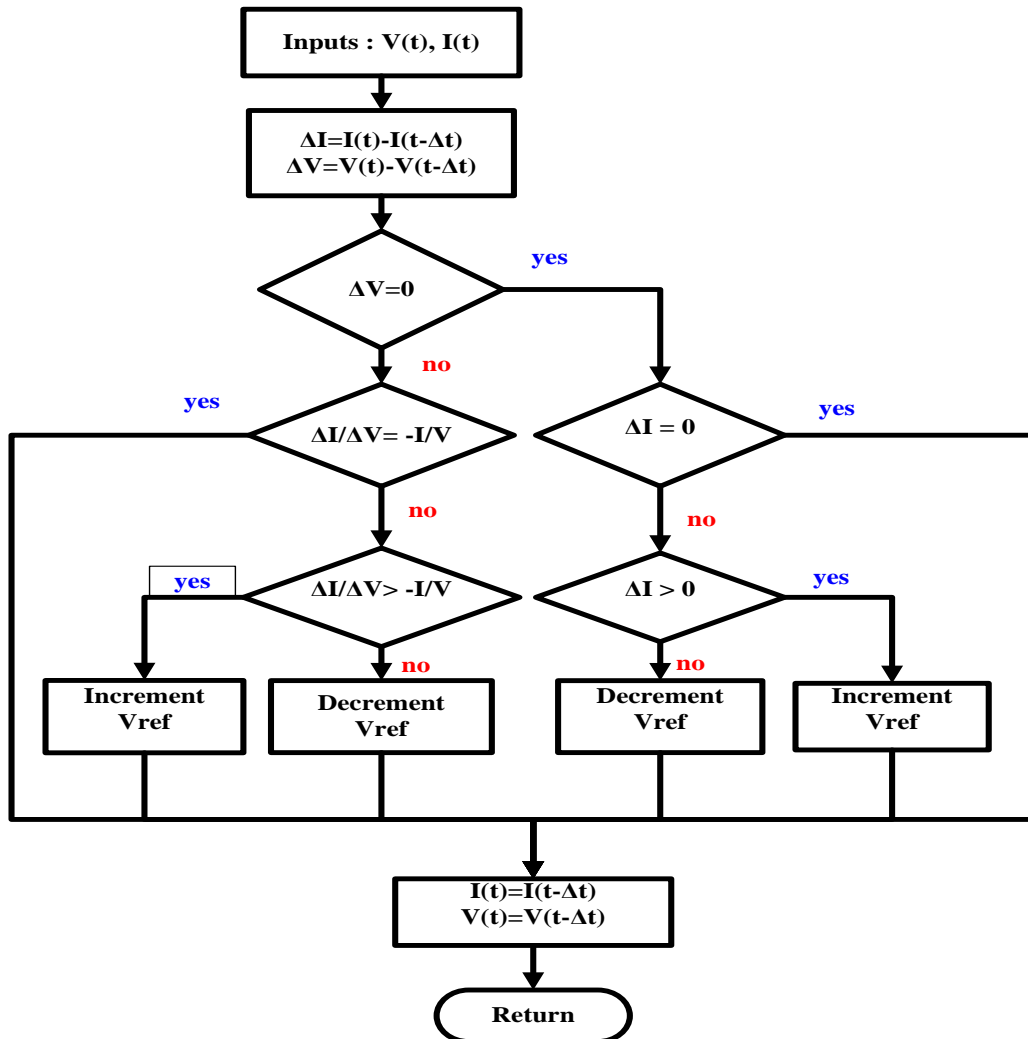 Inputs : V(t), I(t)
ΔI=I(t)-I(t-Δt)
ΔV=V(t)-V(t-Δt)
yes
ΔV=0
no
yes
yes
ΔI/ΔV= -I/V
ΔI = 0
no
no
yes
ΔI/ΔV> -I/V
ΔI > 0
yes
no
no
Increment
Vref
Decrement
Vref
Decrement
Vref
Increment
Vref
I(t)=I(t-Δt)
V(t)=V(t-Δt)
Return